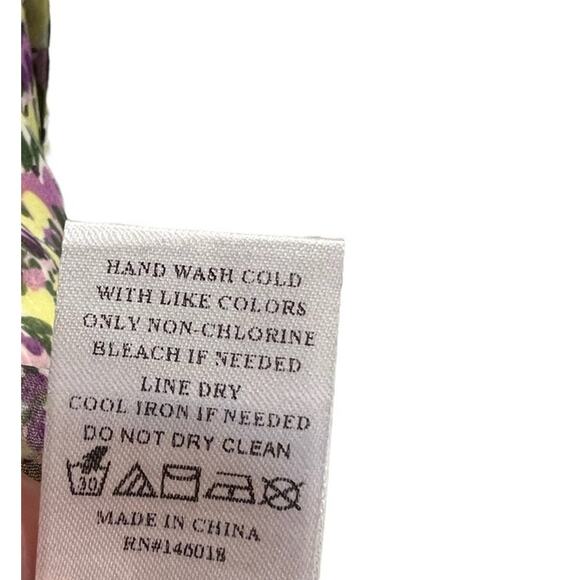 HAND WASH COLD
WITH LIKE COLORS
ONLY NON-CHLORINE
BLEACH IF NEEDED
LINE DRY
COOL IRON IF NEEDED
DO NOT DRY CLEAN
30
MADE IN CHINA
RN#146018